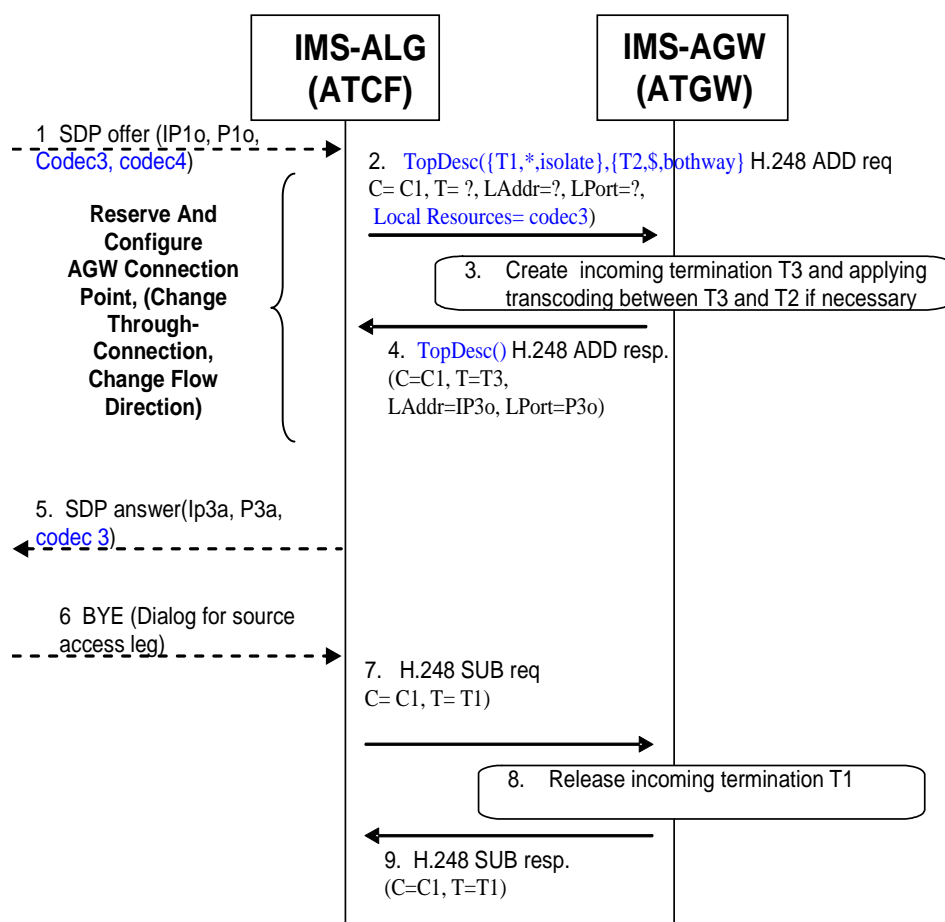 IMS-ALG
(ATCF)
IMS-AGW
(ATGW)
1 SDP offer (IP1o, P1o,
Codec3, codec4)
2. TopDesc({T1,*,isolate},{T2,$,bothway} H.248 ADD req
C= C1, T= ?, LAddr=?, LPort=?,
Local Resources= codec3)
Reserve And
Configure
AGW Connection
Point, (Change
Through-
Connection,
Change Flow
Direction)
3. Create incoming termination T3 and applying
transcoding between T3 and T2 if necessary
4. TopDesc() H.248 ADD resp.
(C=C1, T=T3,
LAddr=IP3o, LPort=P3o)
5. SDP answer(Ip3a, P3a,
codec 3)
6 BYE (Dialog for source
access leg)
7. H.248 SUB req
C= C1, T= T1)
8. Release incoming termination T1
9. H.248 SUB resp.
(C=C1, T=T1)